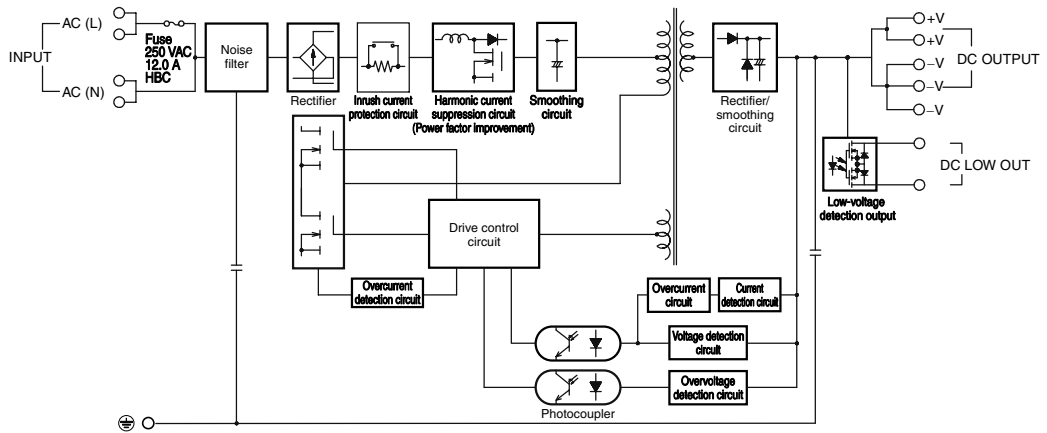 INPUT
AC (L)
AC (N)
Fuse
250 VAC
12.0 A
HBC
Noise
filter
Rectifier
Inrush current
protection circuit
Harmonic current
suppression circuit
(Power factor improvement)
Smoothing
circuit
Rectifier/
smoothing
circuit
+V
+V
−V
−V
−V
DC OUTPUT
DC LOW OUT
Low-voltage
detection output
Drive control
circuit
Overcurrent
detection circuit
Overcurrent
circuit
Current
detection circuit
Voltage detection
circuit
Overvoltage
detection circuit
Photocoupler